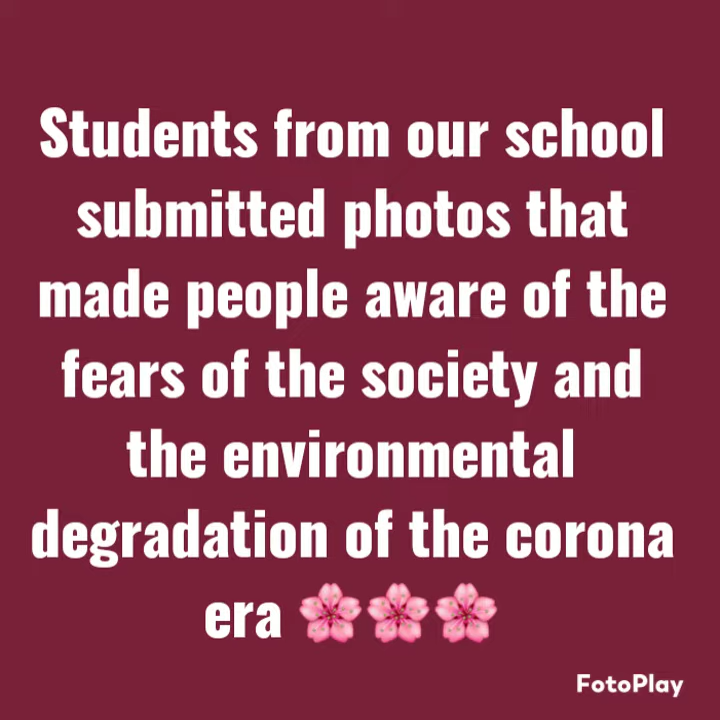 Students from our school
submitted photos that
made people aware of the
fears of the society and
the environmental
degradation of the corona
era 🌸🌸🌸
FotoPlay